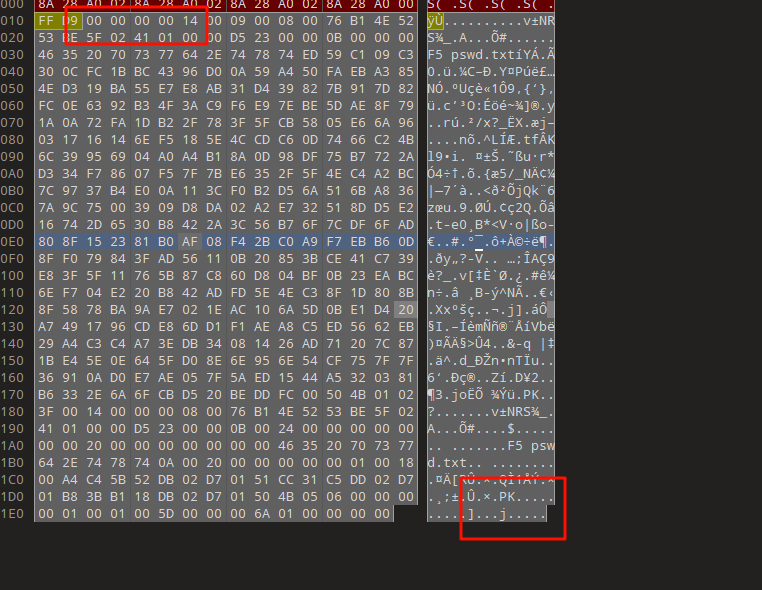 000 8A 28 A0 02 8A 28 A0 02 8A 28 A0 02 8A 28 A0 00 Š( .Š( .Š( .Š( .
010 FF D9 00 00 00 00 14 00 09 00 08 00 76 B1 4E 52 ÿÙ..........v±NR
020 53 BE 5F 02 41 01 00 00 D5 23 00 00 0B 00 00 00 S¾_.A...Õ#......
030 46 35 20 70 73 77 64 2E 74 78 74 ED 59 C1 09 C3 F5 pswd.txtíYÁ.Ã
040 30 0C FC 1B BC 43 96 D0 0A 59 A4 50 FA EB A3 85 0.ü.¼C–Ð.Y¤Púë£…
050 4E D3 19 BA 55 E7 E8 AB 31 D4 39 82 7B 91 7D 82 NÓ.ºUçè«1Ô9‚{‘}‚
060 FC 0E 63 92 B3 4F 3A C9 F6 E9 7E BE 5D AE 8F 79 ü.c’³O:Éöé~¾]®.y
070 1A 0A 72 FA 1D B2 2F 78 3F 5F CB 58 05 E6 6A 96 ..rú.²/x?_ËX.æj–
080 03 17 16 14 6E F5 18 5E 4C CD C6 0D 74 66 C2 4B ....nõ.^LÍÆ.tfÂK
090 6C 39 95 69 04 A0 A4 B1 8A 0D 98 DF 75 B7 72 2A l9•i. ¤±Š.˜ßu·r*
0A0 D3 34 F7 86 07 F5 7F 7B E6 35 2F 5F 4E C4 A2 BC Ó4÷†.õ.{æ5/_NÄ¢¼
0B0 7C 97 37 B4 E0 0A 11 3C F0 B2 D5 6A 51 6B A8 36 |—7´à..<ð²ÕjQk¨6
0C0 7A 9C 75 00 39 09 D8 DA 02 A2 E7 32 51 8D D5 E2 zœu.9.ØÚ.¢ç2Q.Õâ
0D0 16 74 2D 65 30 B8 42 2A 3C 56 B7 6F 7C DF 6F AD .t-e0¸B*<V·o|ßo-
0E0 80 8F 15 23 81 B0 AF 08 F4 2B C0 A9 F7 EB B6 0D €..#.°¯.ô+À©÷ë¶.
0F0 8F F0 79 84 3F AD 56 11 0B 20 85 3B CE 41 C7 39 .ðy„?-V.. …;ÎAÇ9
100 E8 3F 5F 11 76 5B 87 C8 60 D8 04 BF 0B 23 EA BC è?_.v[‡È`Ø.¿.#ê¼
110 6E F7 04 E2 20 B8 42 AD FD 5E 4E C3 8F 1D 80 8B n÷.â ¸B-ý^NÃ..€‹
120 8F 58 78 BA 9A E7 02 1E AC 10 6A 5D 0B E1 D4 20 .Xxºšç..¬.j].áÔ
130 A7 49 17 96 CD E8 6D D1 F1 AE A8 C5 ED 56 62 EB §I.–ÍèmÑñ®¨ÅíVbë
140 29 A4 C3 C4 A7 3E DB 34 08 14 26 AD 71 20 7C 87 )¤ÃÄ§>Û4..&-q |‡
150 1B E4 5E 0E 64 5F D0 8E 6E 95 6E 54 CF 75 7F 7F .ä^.d_ÐŽn•nTÏu..
160 36 91 0A D0 E7 AE 05 7F 5A ED 15 44 A5 32 03 81 6‘.Ðç®..Zí.D¥2..
170 B6 33 2E 6A 6F CB D5 20 BE DD FC 00 50 4B 01 02 ¶3.joËÕ ¾Ýü.PK..
180 3F 00 14 00 00 00 08 00 76 B1 4E 52 53 BE 5F 02 ?.......v±NRS¾_.
190 41 01 00 00 D5 23 00 00 0B 00 24 00 00 00 00 00 A...Õ#....$.....
1A0 00 00 20 00 00 00 00 00 00 00 46 35 20 70 73 77 .. .......F5 psw
1B0 64 2E 74 78 74 0A 00 20 00 00 00 00 00 01 00 18 d.txt.. ........
1C0 00 A4 C4 5B 52 DB 02 D7 01 51 CC 31 C5 DD 02 D7 .¤Ä[RÛ.×.QÌ1ÅÝ.×
1D0 01 B8 3B B1 18 DB 02 D7 01 50 4B 05 06 00 00 00 .¸;±.Û.×.PK.....
1E0 00 01 00 01 00 5D 00 00 00 6A 01 00 00 00 00 .....]...j.....